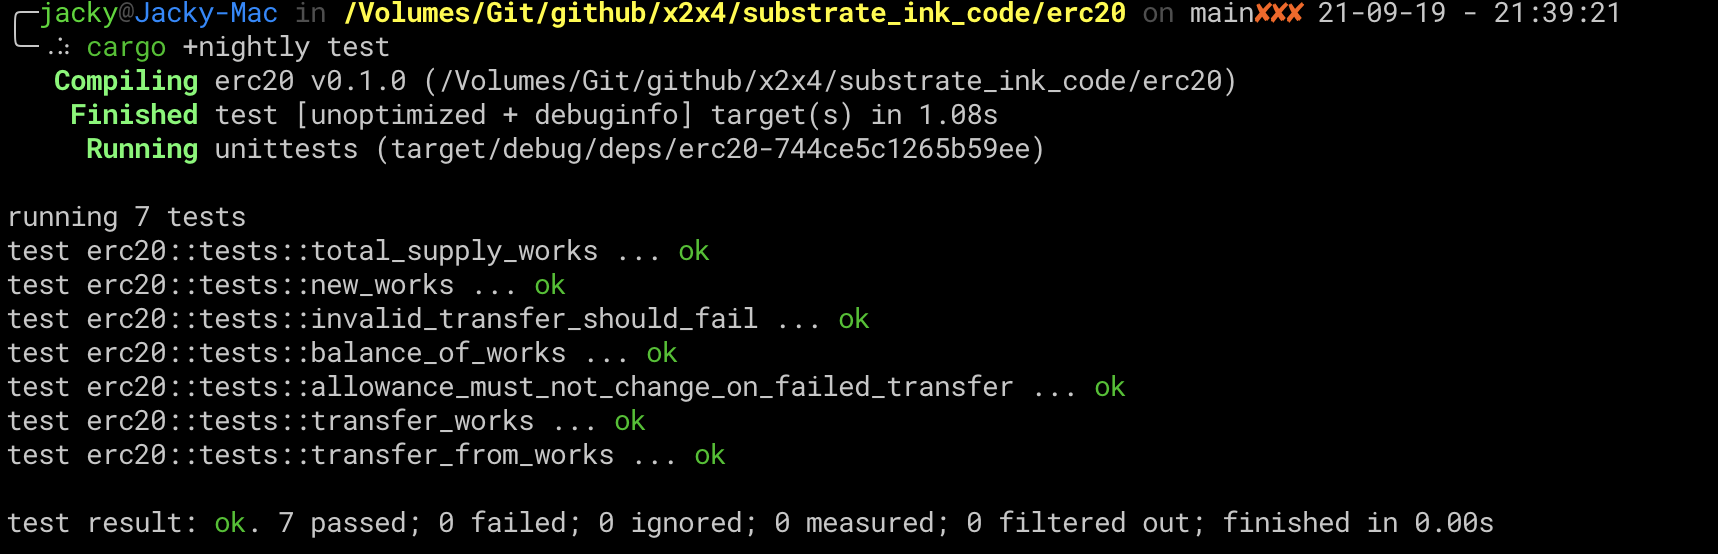 jacky@Jacky-Mac in /Volumes/Git/github/x2x4/substrate_ink_code/erc20 on main✘✘✘ 21-09-19 - 21:39:21
cargo +nightly test
Compiling erc20 v0.1.0 (/Volumes/Git/github/x2x4/substrate_ink_code/erc20)
Finished test [unoptimized + debuginfo] target(s) in 1.08s
Running unittests (target/debug/deps/erc20-744ce5c1265b59ee)
running 7 tests
test erc20::tests::total_supply_works ... ok
test erc20::tests::new_works ... ok
test erc20::tests::invalid_transfer_should_fail ... ok
test erc20::tests::balance_of_works ... ok
test erc20::tests::allowance_must_not_change_on_failed_transfer ... ok
test erc20::tests::transfer_works ... ok
test erc20::tests::transfer_from_works ... ok
test result: ok. 7 passed; 0 failed; 0 ignored; 0 measured; 0 filtered out; finished in 0.00s